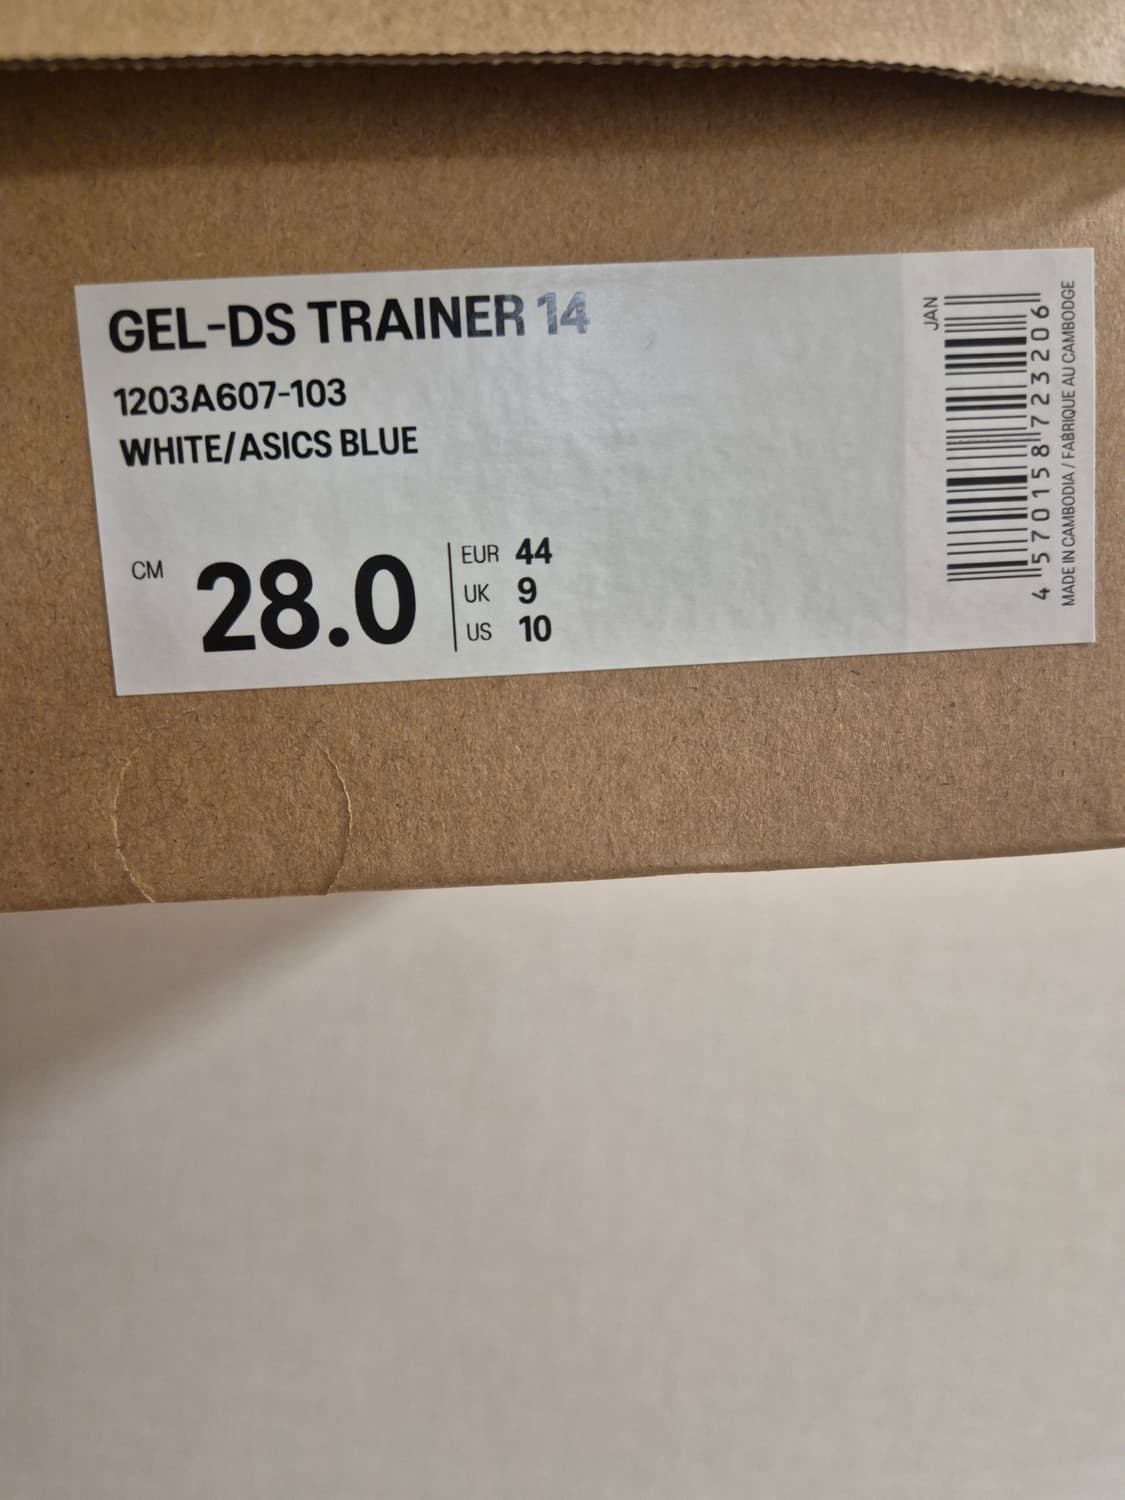 GEL-DS TRAINER 14
1203A607-103
WHITE/ASICS BLUE
CM 28.0
EUR 44
UK 9
US 10
JAN
4 570158 723206
MADE IN CAMBODIA / FABRIQUE AU CAMBODGE